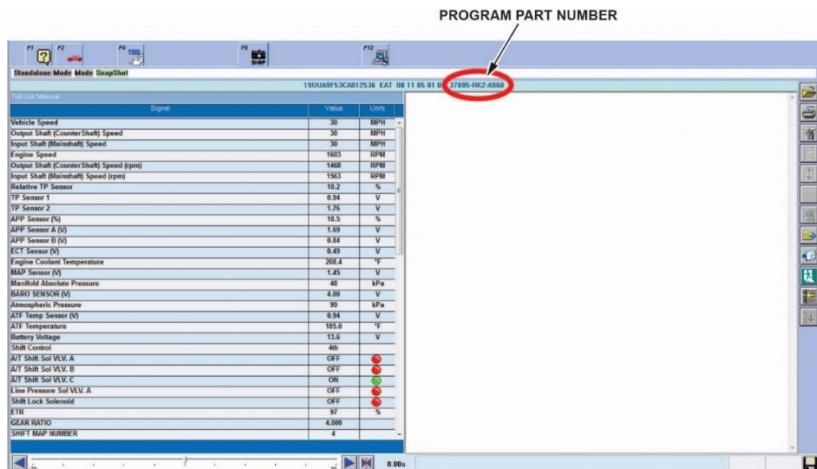 PROGRAM PART NUMBER
F1 F2 F4 TOOL F8 SNAP F12
Standalone Mode Mode SnapShot
37805-RK2-A960
Full List Manual
Signal Value Units
Vehicle Speed 30 MPH
Output Shaft (CounterShaft) Speed 30 MPH
Input Shaft (Mainshaft) Speed 30 MPH
Engine Speed 1603 RPM
Output Shaft (CounterShaft) Speed (rpm) 1468 RPM
Input Shaft (Mainshaft) Speed (rpm) 1563 RPM
Relative TP Sensor 10.2 %
TP Sensor 1 0.94 V
TP Sensor 2 1.76 V
APP Sensor (%) 18.5 %
APP Sensor A (V) 1.69 V
APP Sensor B (V) 0.84 V
ECT Sensor (V) 0.49 V
Engine Coolant Temperature 208.4 °F
MAP Sensor (V) 1.45 V
Manifold Absolute Pressure 48 kPa
BARO SENSOR (V) 4.00 V
Atmospheric Pressure 99 kPa
ATF Temp Sensor (V) 0.94 V
ATF Temperature 185.0 °F
Battery Voltage 13.6 V
Shift Control 4th
A/T Shift Sol VLV. A OFF
A/T Shift Sol VLV. B OFF
A/T Shift Sol VLV. C ON
Line Pressure Sol VLV. A OFF
Shift Lock Solenoid OFF
ETR 97 %
GEAR RATIO 4.000
SHIFT MAP NUMBER 4
0.00s